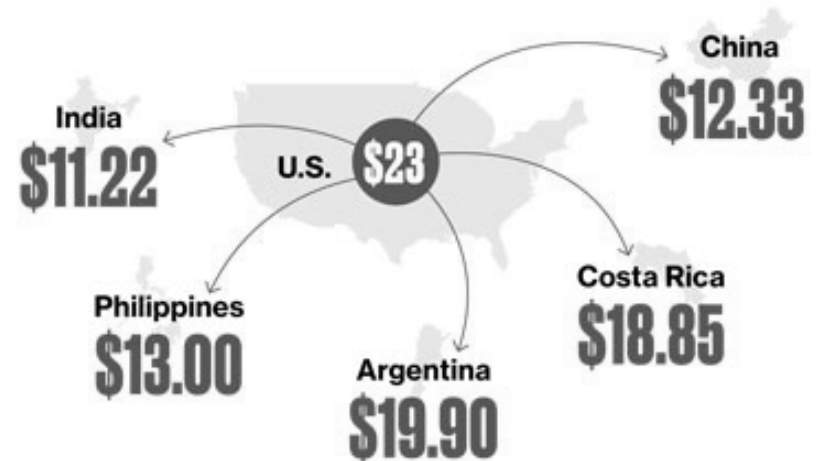 China
$12.33
India
$11.22
U.S. $23
Philippines
$13.00
Costa Rica
$18.85
Argentina
$19.90